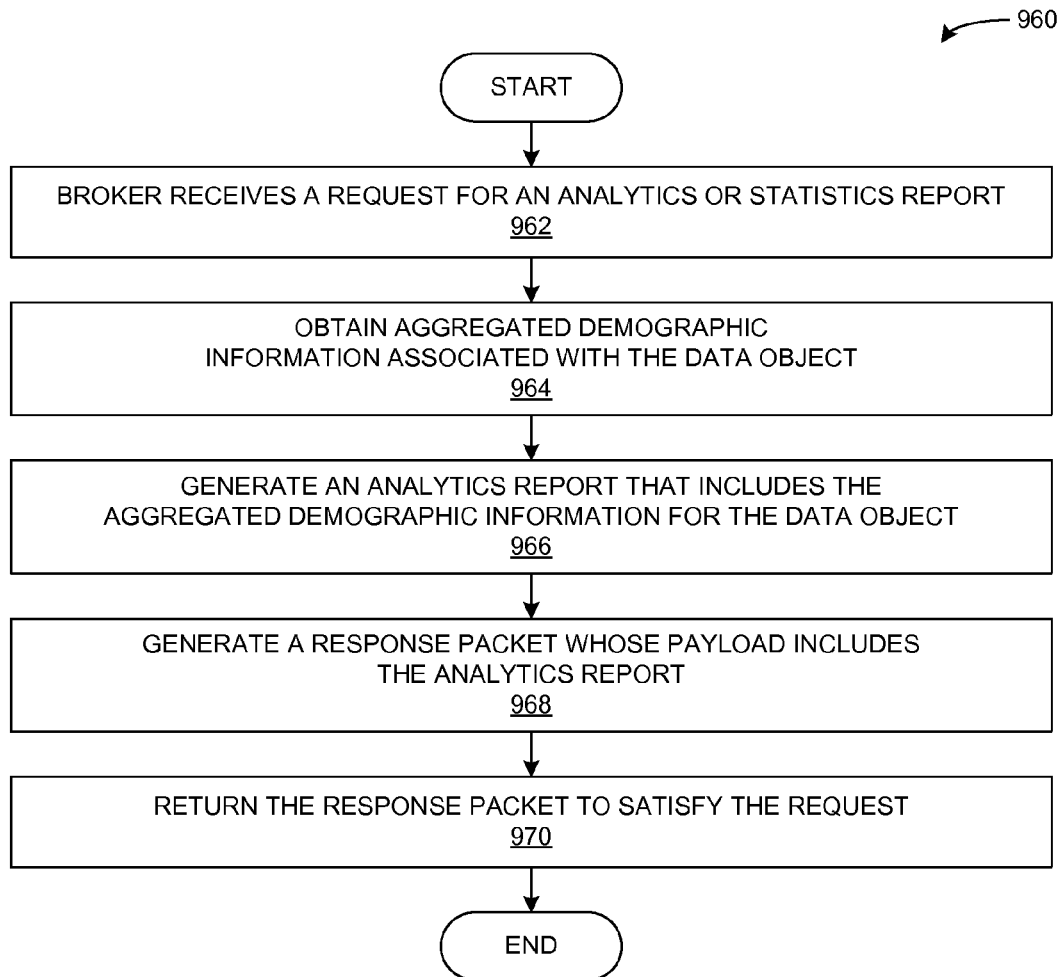 960
START
BROKER RECEIVES A REQUEST FOR AN ANALYTICS OR STATISTICS REPORT
962
OBTAIN AGGREGATED DEMOGRAPHIC
INFORMATION ASSOCIATED WITH THE DATA OBJECT
964
GENERATE AN ANALYTICS REPORT THAT INCLUDES THE
AGGREGATED DEMOGRAPHIC INFORMATION FOR THE DATA OBJECT
966
GENERATE A RESPONSE PACKET WHOSE PAYLOAD INCLUDES
THE ANALYTICS REPORT
968
RETURN THE RESPONSE PACKET TO SATISFY THE REQUEST
970
END